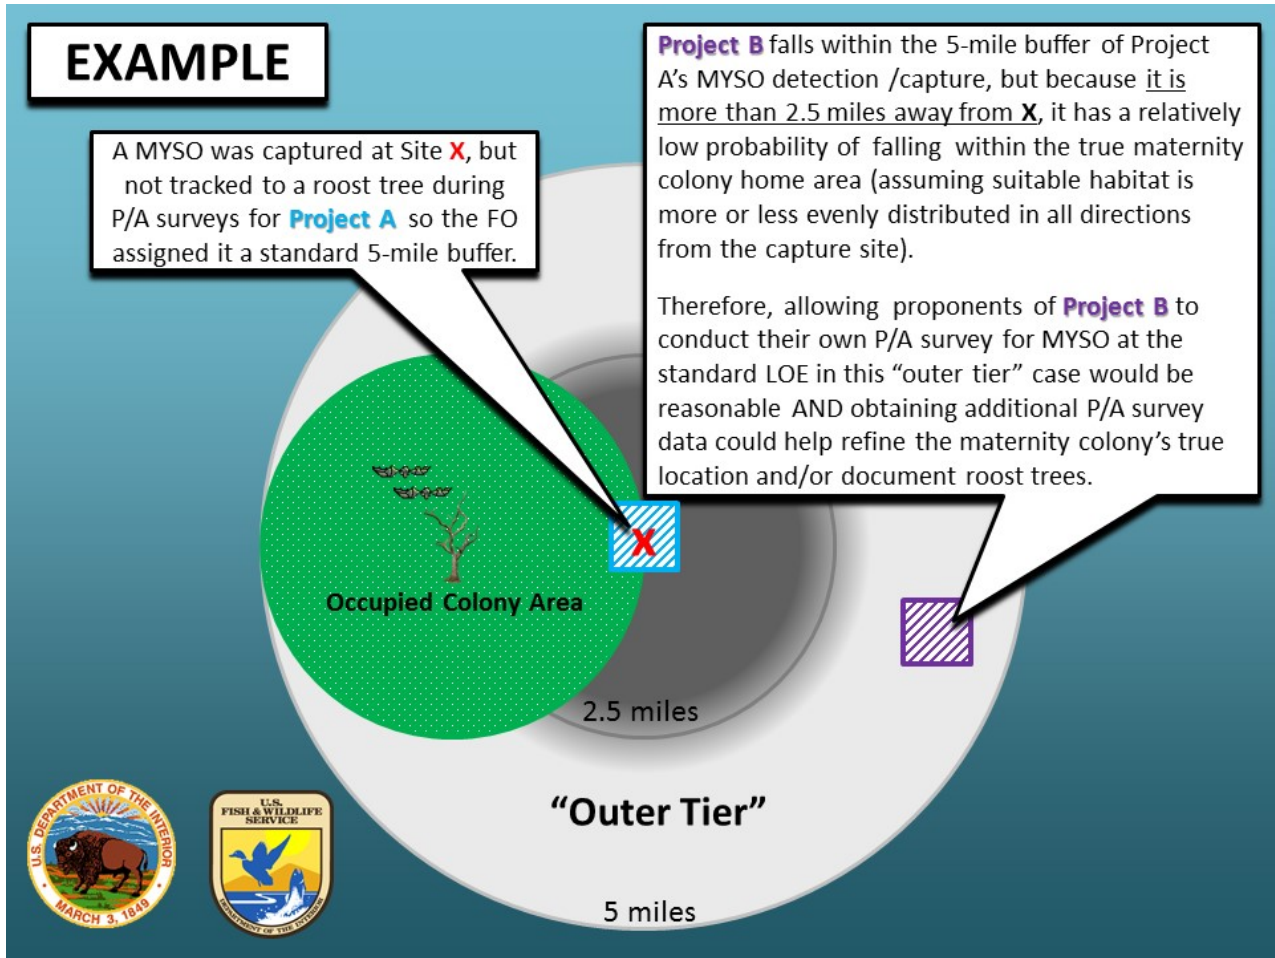 EXAMPLE
A MYSO was captured at Site X, but
not tracked to a roost tree during
P/A surveys for Project A so the FO
assigned it a standard 5-mile buffer.
Project B falls within the 5-mile buffer of Project
A’s MYSO detection /capture, but because it is
more than 2.5 miles away from X, it has a relatively
low probability of falling within the true maternity
colony home area (assuming suitable habitat is
more or less evenly distributed in all directions
from the capture site).
Therefore, allowing proponents of Project B to
conduct their own P/A survey for MYSO at the
standard LOE in this “outer tier” case would be
reasonable AND obtaining additional P/A survey
data could help refine the maternity colony’s true
location and/or document roost trees.
X
Occupied Colony Area
2.5 miles
“Outer Tier”
5 miles
U.S. DEPARTMENT OF THE INTERIOR
MARCH 3, 1849
U.S.
FISH & WILDLIFE
SERVICE
DEPARTMENT OF THE INTERIOR